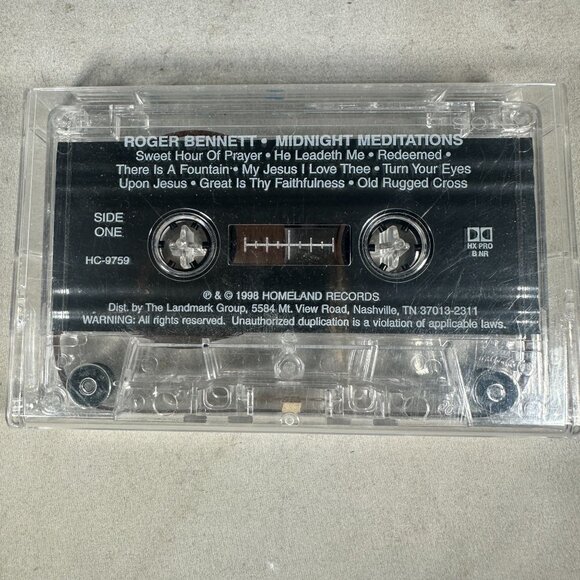 ROGER BENNETT • MIDNIGHT MEDITATIONS
Sweet Hour Of Prayer • He Leadeth Me • Redeemed •
There Is A Fountain • My Jesus I Love Thee • Turn Your Eyes
Upon Jesus • Great Is Thy Faithfulness • Old Rugged Cross
SIDE
ONE
HX PRO
B NR
HC-9759
℗ & © 1998 HOMELAND RECORDS
Dist. by The Landmark Group, 5584 Mt. View Road, Nashville, TN 37013-2311
WARNING: All rights reserved. Unauthorized duplication is a violation of applicable laws.